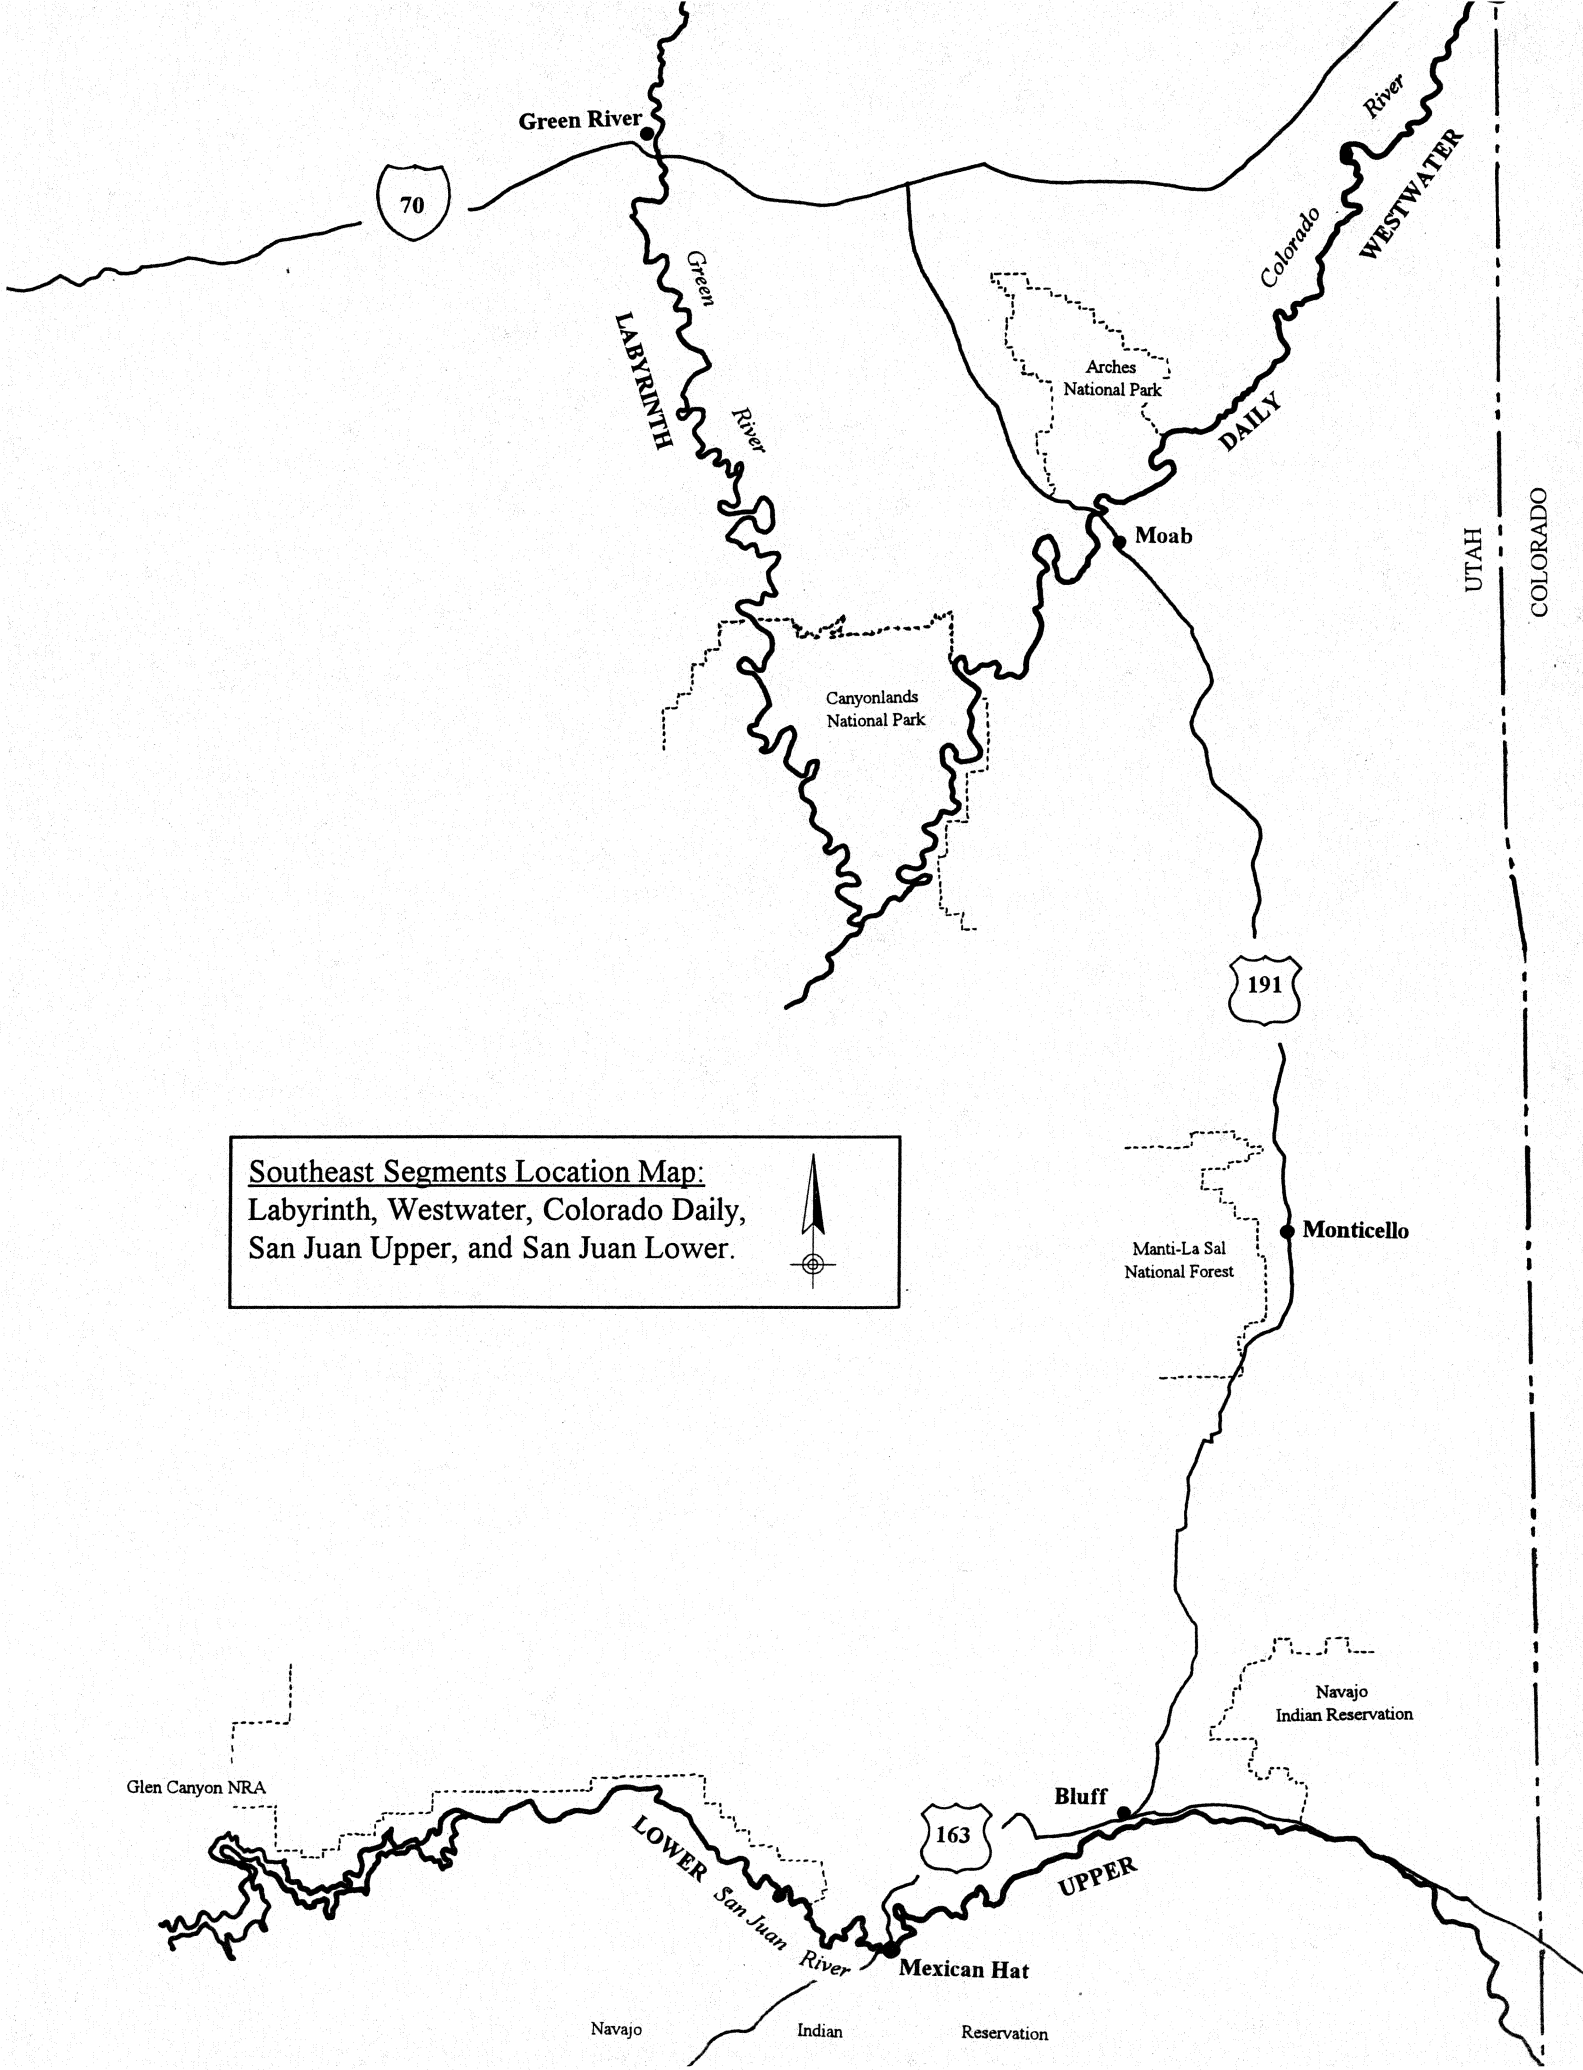 River
Green River
WESTWATER
70
Colorado
Green
LABYRINTH
Arches
National Park
River
DAILY
Moab
UTAH
COLORADO
Canyonlands
National Park
191
Southeast Segments Location Map:
Labyrinth, Westwater, Colorado Daily,
San Juan Upper, and San Juan Lower.
Monticello
Manti-La Sal
National Forest
Navajo
Indian Reservation
Glen Canyon NRA
Bluff
163
LOWER
UPPER
San Juan River
Mexican Hat
Navajo Indian Reservation